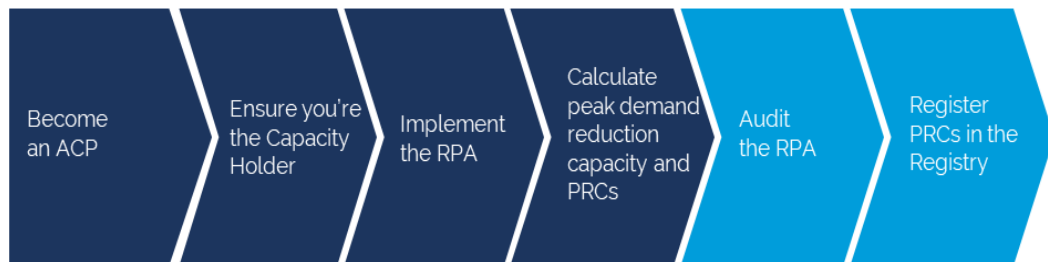 Become
an ACP
Ensure you're
the Capacity
Holder
Implement
the RPA
Calculate
peak demand
reduction
capacity and
PRCs
Audit
the RPA
Register
PRCs in the
Registry